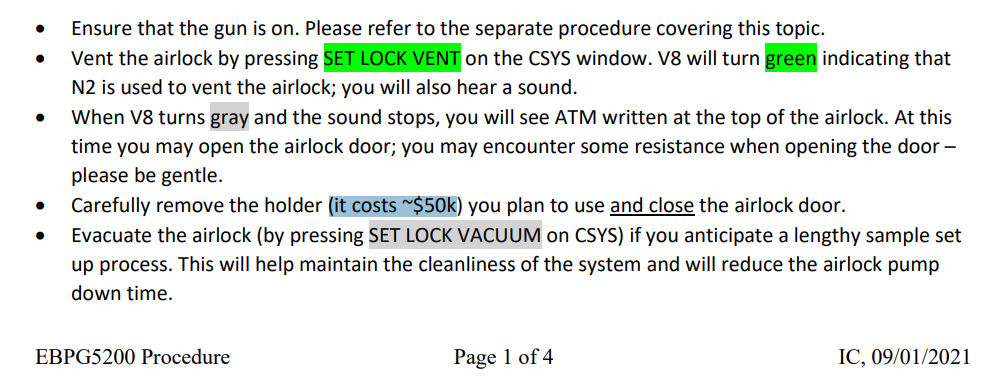 • Ensure that the gun is on. Please refer to the separate procedure covering this topic.
• Vent the airlock by pressing SET LOCK VENT on the CSYS window. V8 will turn green indicating that
N2 is used to vent the airlock; you will also hear a sound.
• When V8 turns gray and the sound stops, you will see ATM written at the top of the airlock. At this
time you may open the airlock door; you may encounter some resistance when opening the door –
please be gentle.
• Carefully remove the holder (it costs ~$50k) you plan to use and close the airlock door.
• Evacuate the airlock (by pressing SET LOCK VACUUM on CSYS) if you anticipate a lengthy sample set
up process. This will help maintain the cleanliness of the system and will reduce the airlock pump
down time.
EBPG5200 Procedure Page 1 of 4 IC, 09/01/2021